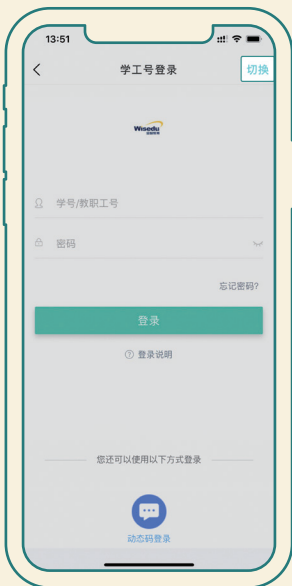 13:51
学工号登录
切换
Wisedu
学号/教职工号
密码
忘记密码?
登录
登录说明
您还可以使用以下方式登录
动态码登录